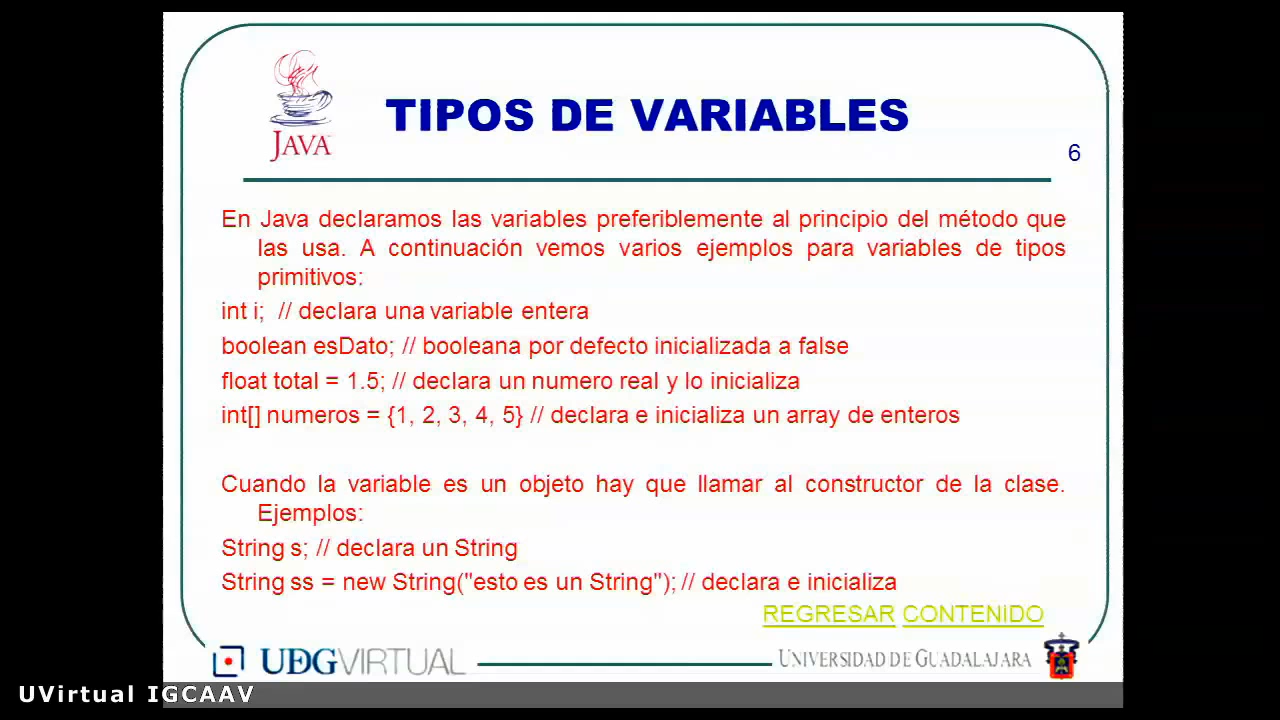 JAVA
TIPOS DE VARIABLES
6
En Java declaramos las variables preferiblemente al principio del método que
las usa. A continuación vemos varios ejemplos para variables de tipos
primitivos:
int i; // declara una variable entera
boolean esDato; // booleana por defecto inicializada a false
float total = 1.5; // declara un numero real y lo inicializa
int[] numeros = {1, 2, 3, 4, 5} // declara e inicializa un array de enteros
Cuando la variable es un objeto hay que llamar al constructor de la clase.
Ejemplos:
String s; // declara un String
String ss = new String("esto es un String"); // declara e inicializa
REGRESAR CONTENIDO
UDGVIRTUAL
UNIVERSIDAD DE GUADALAJARA
UVirtual IGCAAV